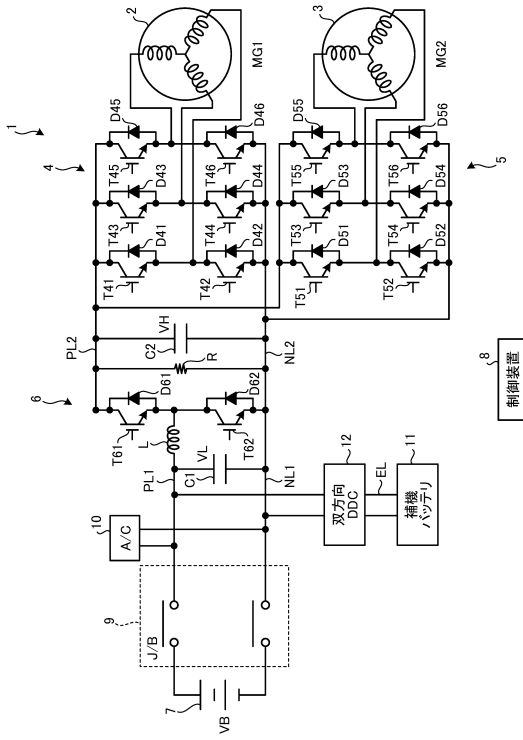 1
4
6
2
MG1
3
MG2
5
T45
D45
T43
D43
T41
D41
T46
D46
T44
D44
T42
D42
T55
D55
T53
D53
T51
D51
T56
D56
T54
D54
T52
D52
PL2
C2
VH
R
NL2
T61
D61
L
T62
D62
PL1
C1
VL
NL1
10
A/C
9
J/B
7
VB
12
双方向
DDC
EL
11
補機
バッテリ
8
制御装置